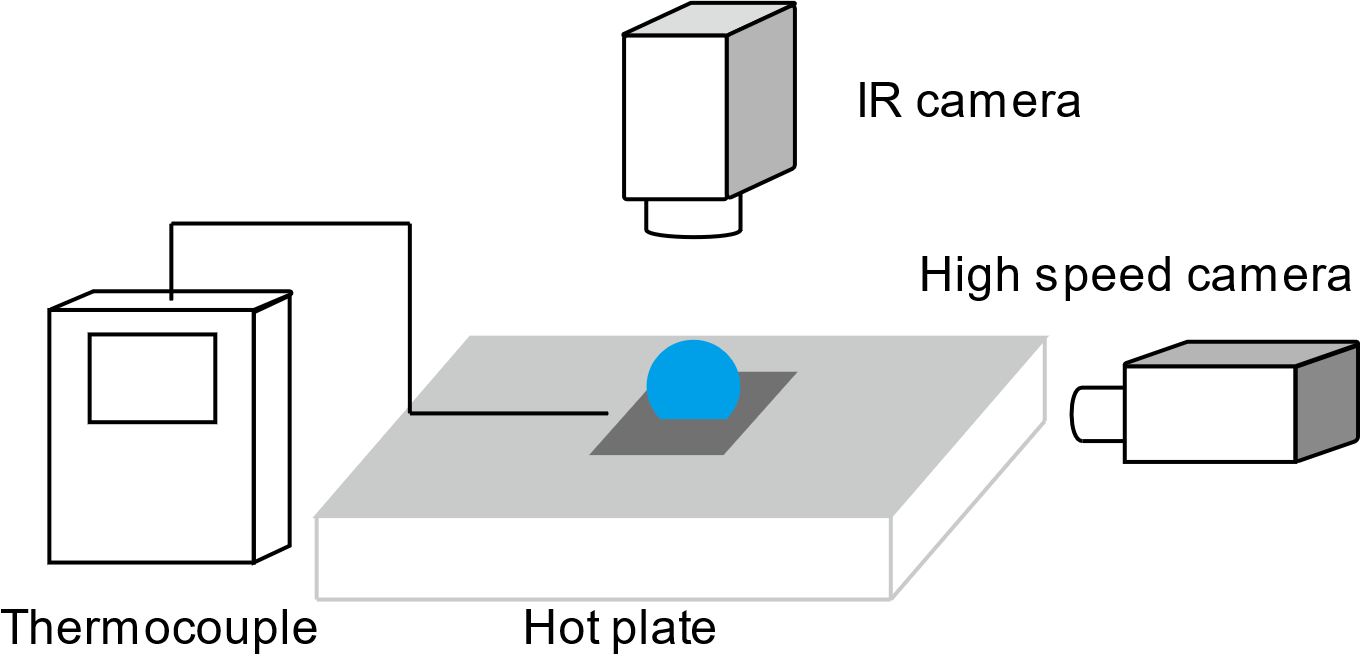 IR camera
High speed camera
Thermocouple
Hot plate